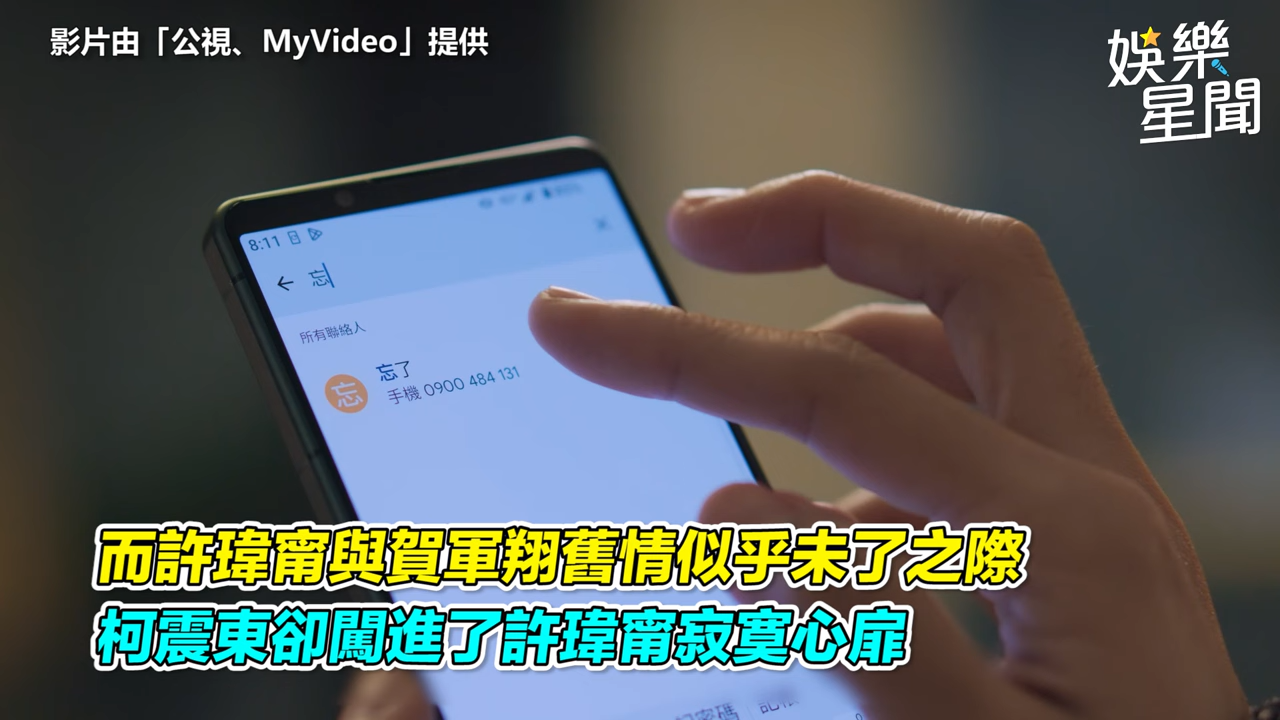 影片由「公視、MyVideo」提供
娛樂
星聞
8:11
忘
所有聯絡人
忘
忘了
手機 0900 484 131
而許瑋甯與賀軍翔舊情似乎未了之際
柯震東卻闖進了許瑋甯寂寞心扉